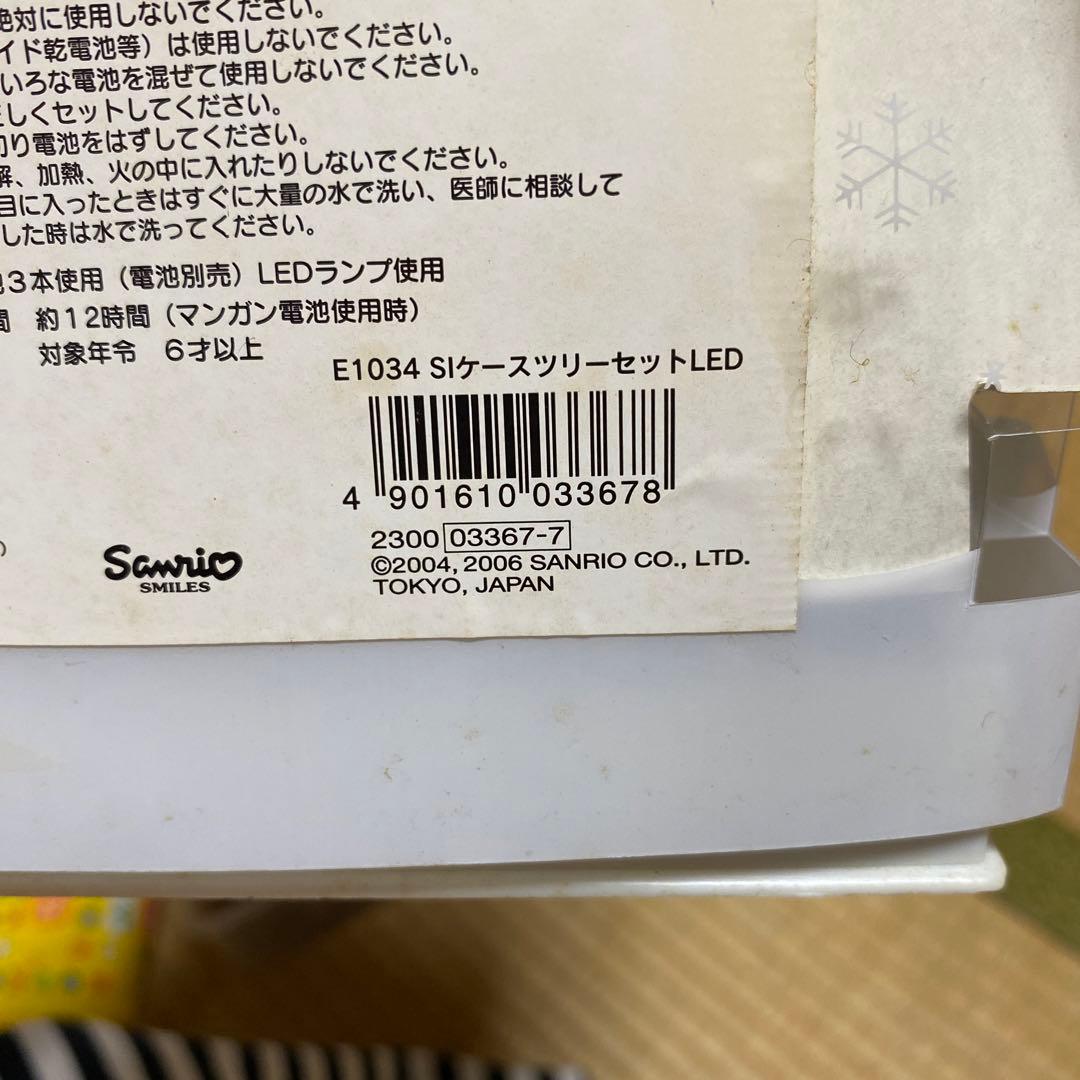 絶対に使用しないでください。
イド乾電池等）は使用しないでください。
いろな電池を混ぜて使用しないでください。
しくセットしてください。
り電池をはずしてください。
解、加熱、火の中に入れたりしないでください。
目に入ったときはすぐに大量の水で洗い、医師に相談して
した時は水で洗ってください。
3本使用（電池別売）LEDランプ使用
間 約12時間（マンガン電池使用時）
対象年令 6才以上
E1034 SIケースツリーセットLED
4 901610 033678
2300 03367-7
©2004, 2006 SANRIO CO., LTD.
TOKYO, JAPAN
Sanrio
SMILES